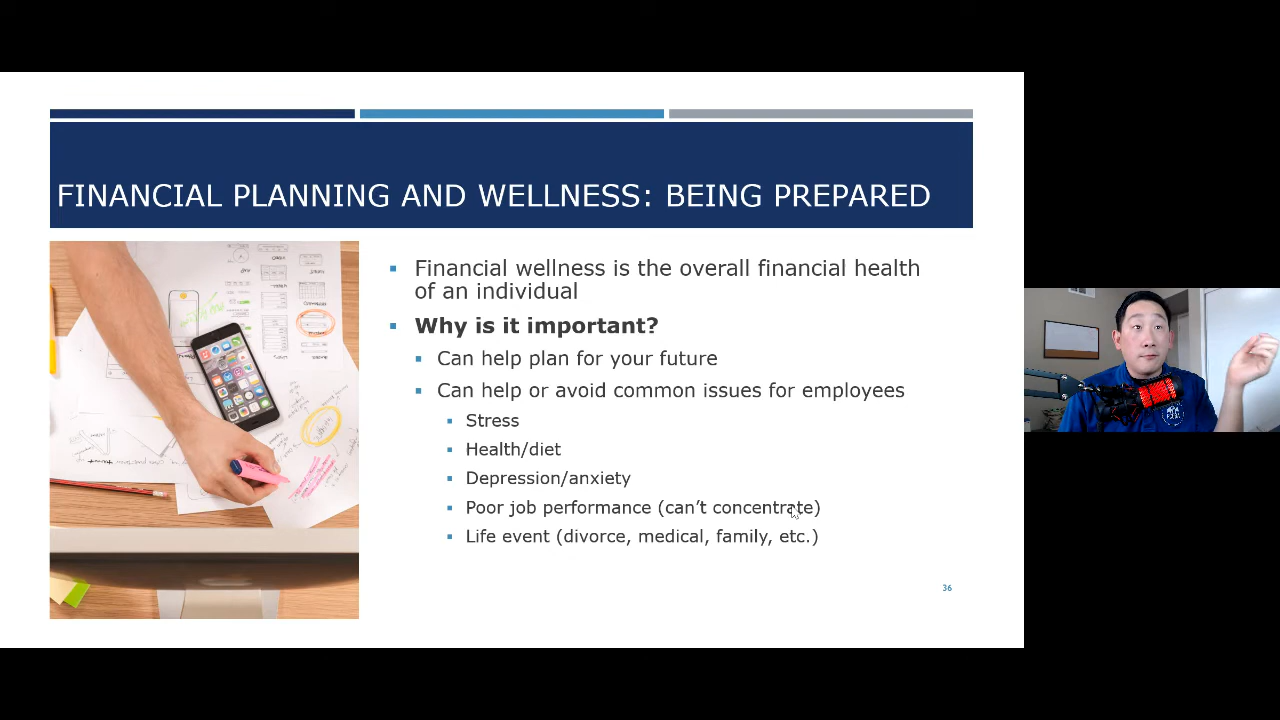 FINANCIAL PLANNING AND WELLNESS: BEING PREPARED
Financial wellness is the overall financial health
of an individual
Why is it important?
Can help plan for your future
Can help or avoid common issues for employees
Stress
Health/diet
Depression/anxiety
Poor job performance (can’t concentrate)
Life event (divorce, medical, family, etc.)
36